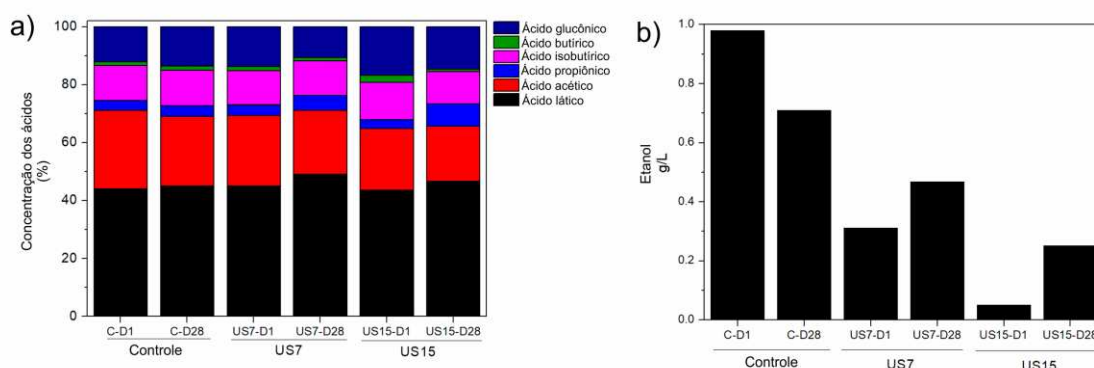 a)
Concentração dos ácidos
(%)
100
80
60
40
20
0
C-D1
C-D28
US7-D1
US7-D28
US15-D1
US15-D28
Controle
US7
US15
Ácido glucônico
Ácido butírico
Ácido isobutírico
Ácido propiônico
Ácido acético
Ácido lático
b)
Etanol
g/L
1.0
0.8
0.6
0.4
0.2
0.0
C-D1
C-D28
US7-D1
US7-D28
US15-D1
US15-D28
Controle
US7
US15